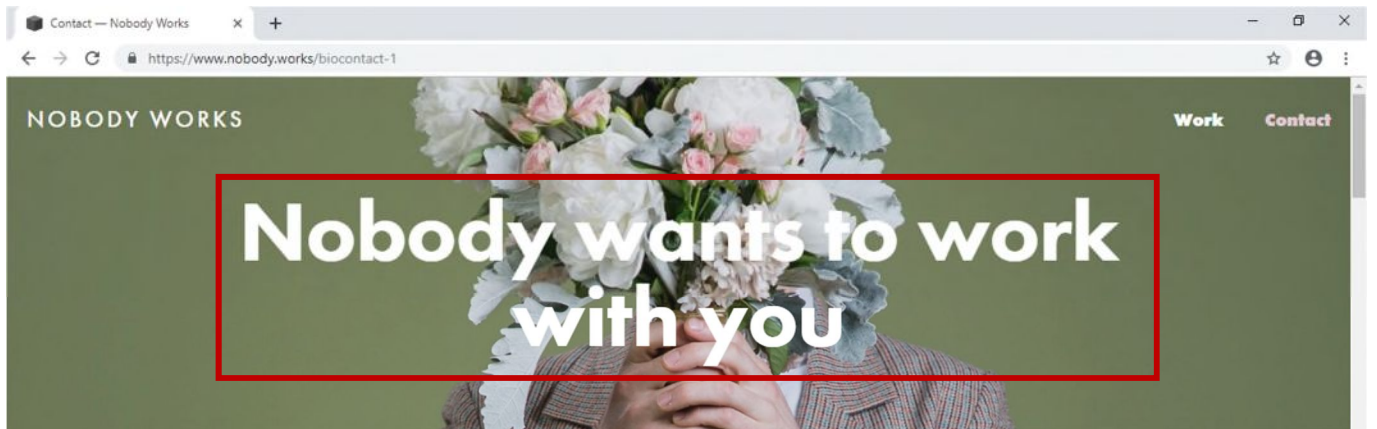 Contact — Nobody Works
https://www.nobody.works/biocontact-1
NOBODY WORKS
Work
Contact
Nobody wants to work
with you